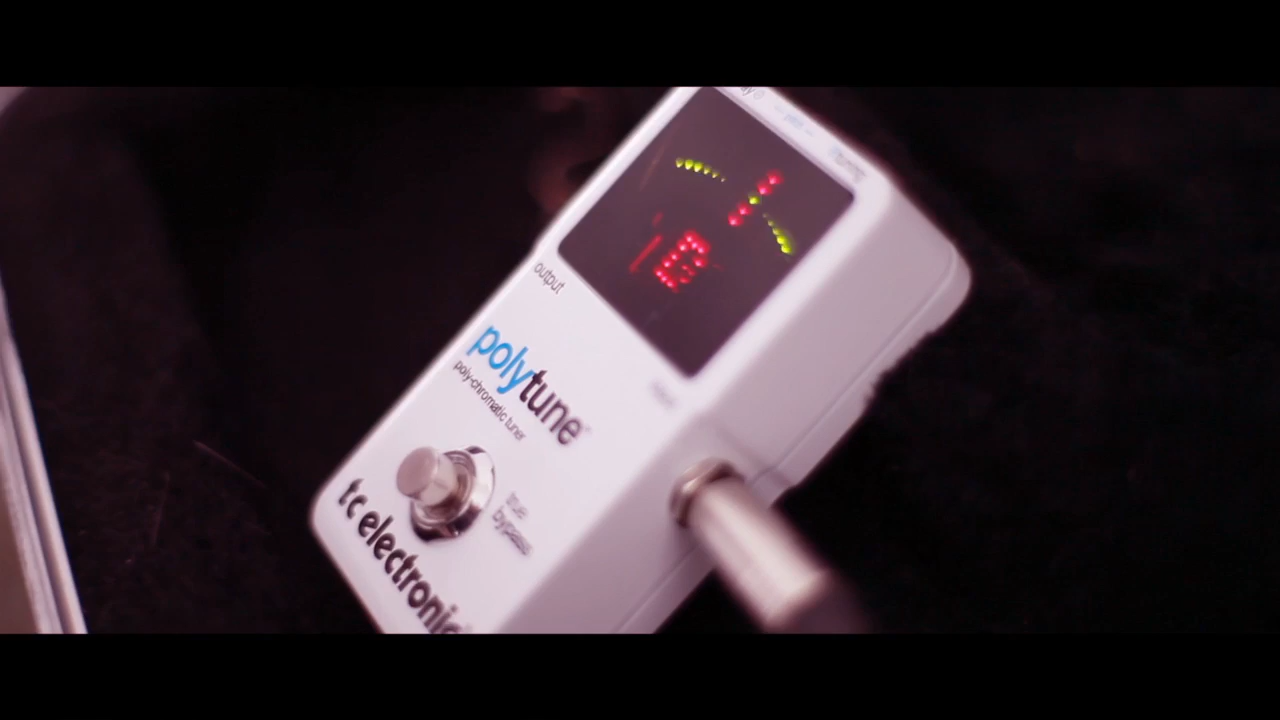 output
polytune
poly-chromatic tuner
true
bypass
tc electronic